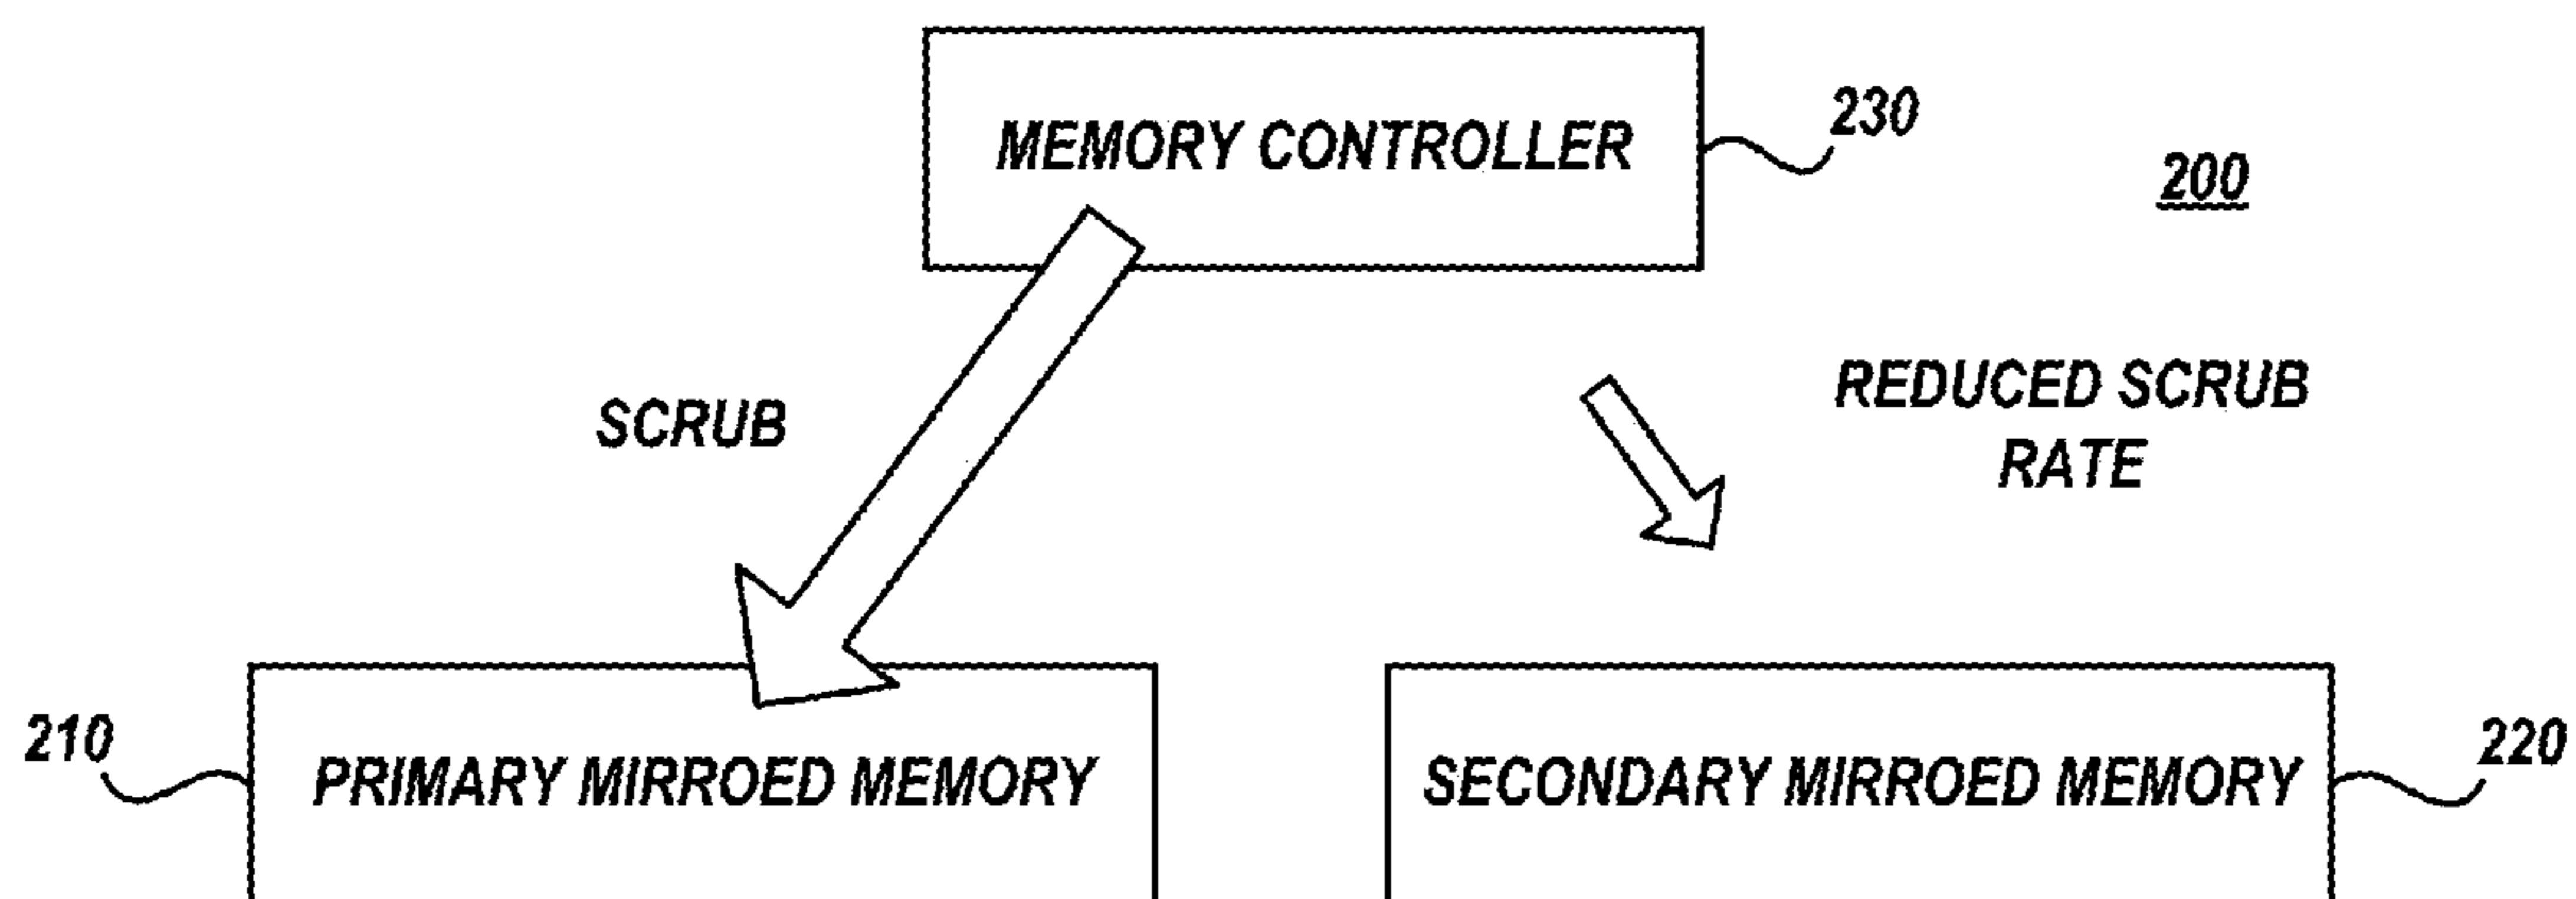 MEMORY CONTROLLER
230
200
SCRUB
REDUCED SCRUB
RATE
210
PRIMARY MIRROED MEMORY
SECONDARY MIRROED MEMORY
220